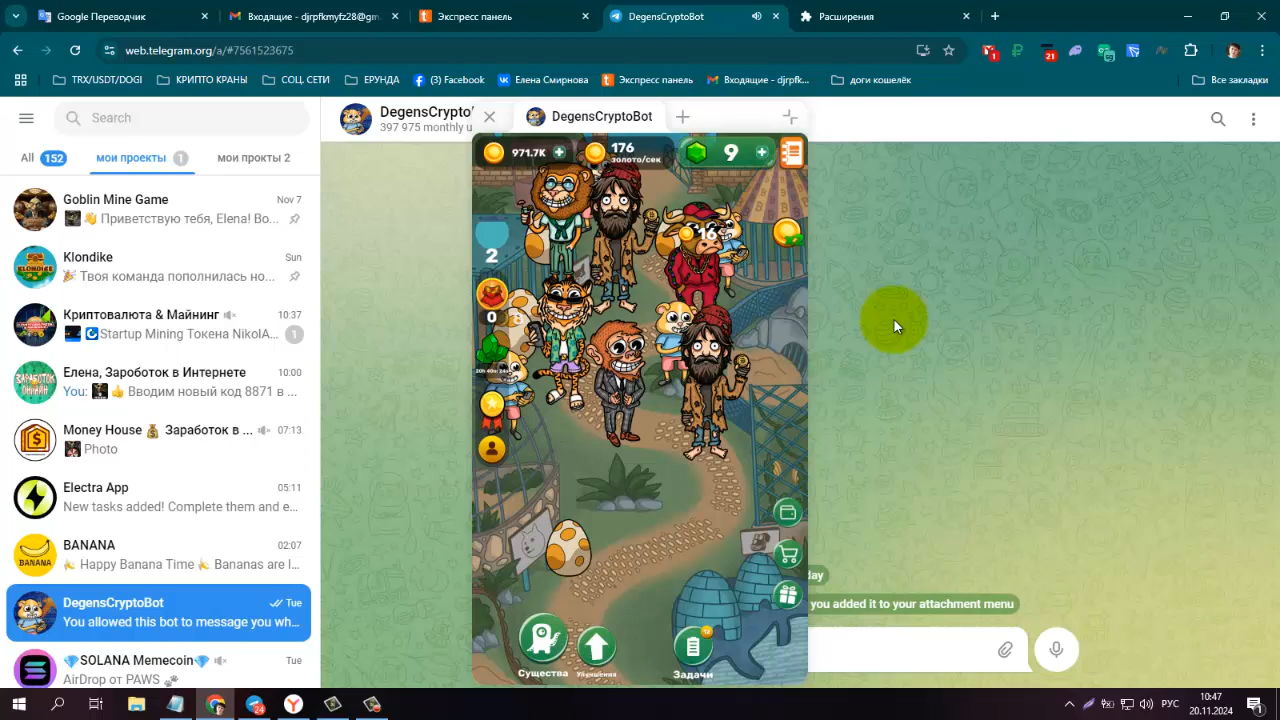 Google Переводчик
Входящие - djrpfkmyfz28@gm
Экспресс панель
DegensCryptoBot
Расширения
web.telegram.org/a/#7561523675
1
21
TRX/USDT/DOGI
КРИПТО КРАНЫ
СОЦ. СЕТИ
ЕРУНДА
(3) Facebook
Елена Смирнова
Экспресс панель
Входящие - djrpfk...
доги кошелёк
Все закладки
Search
All 152
мои проекты 1
мои прокты 2
Goblin Mine Game
Nov 7
Приветствую тебя, Elena! Во...
Klondike
Sun
Твоя команда пополнилась но...
Криптовалюта & Майнинг
10:37
Startup Mining Токена NikolA...
1
Елена, Зароботок в Интернете
10:00
You: Вводим новый код 8871 в ...
Money House Заработок в ...
07:13
Photo
Electra App
05:11
New tasks added! Complete them and e...
BANANA
02:07
Happy Banana Time Bananas are l...
DegensCryptoBot
Tue
You allowed this bot to message you wh...
SOLANA Memecoin
Tue
AirDrop от PAWS
DegensCryptoBot
397 975 monthly u
DegensCryptoBot
971.7K
176
золото/сек
9
2
16
0
Существа
Улучшения
Задачи
day
you added it to your attachment menu
24
РУС
10:47
20.11.2024
1